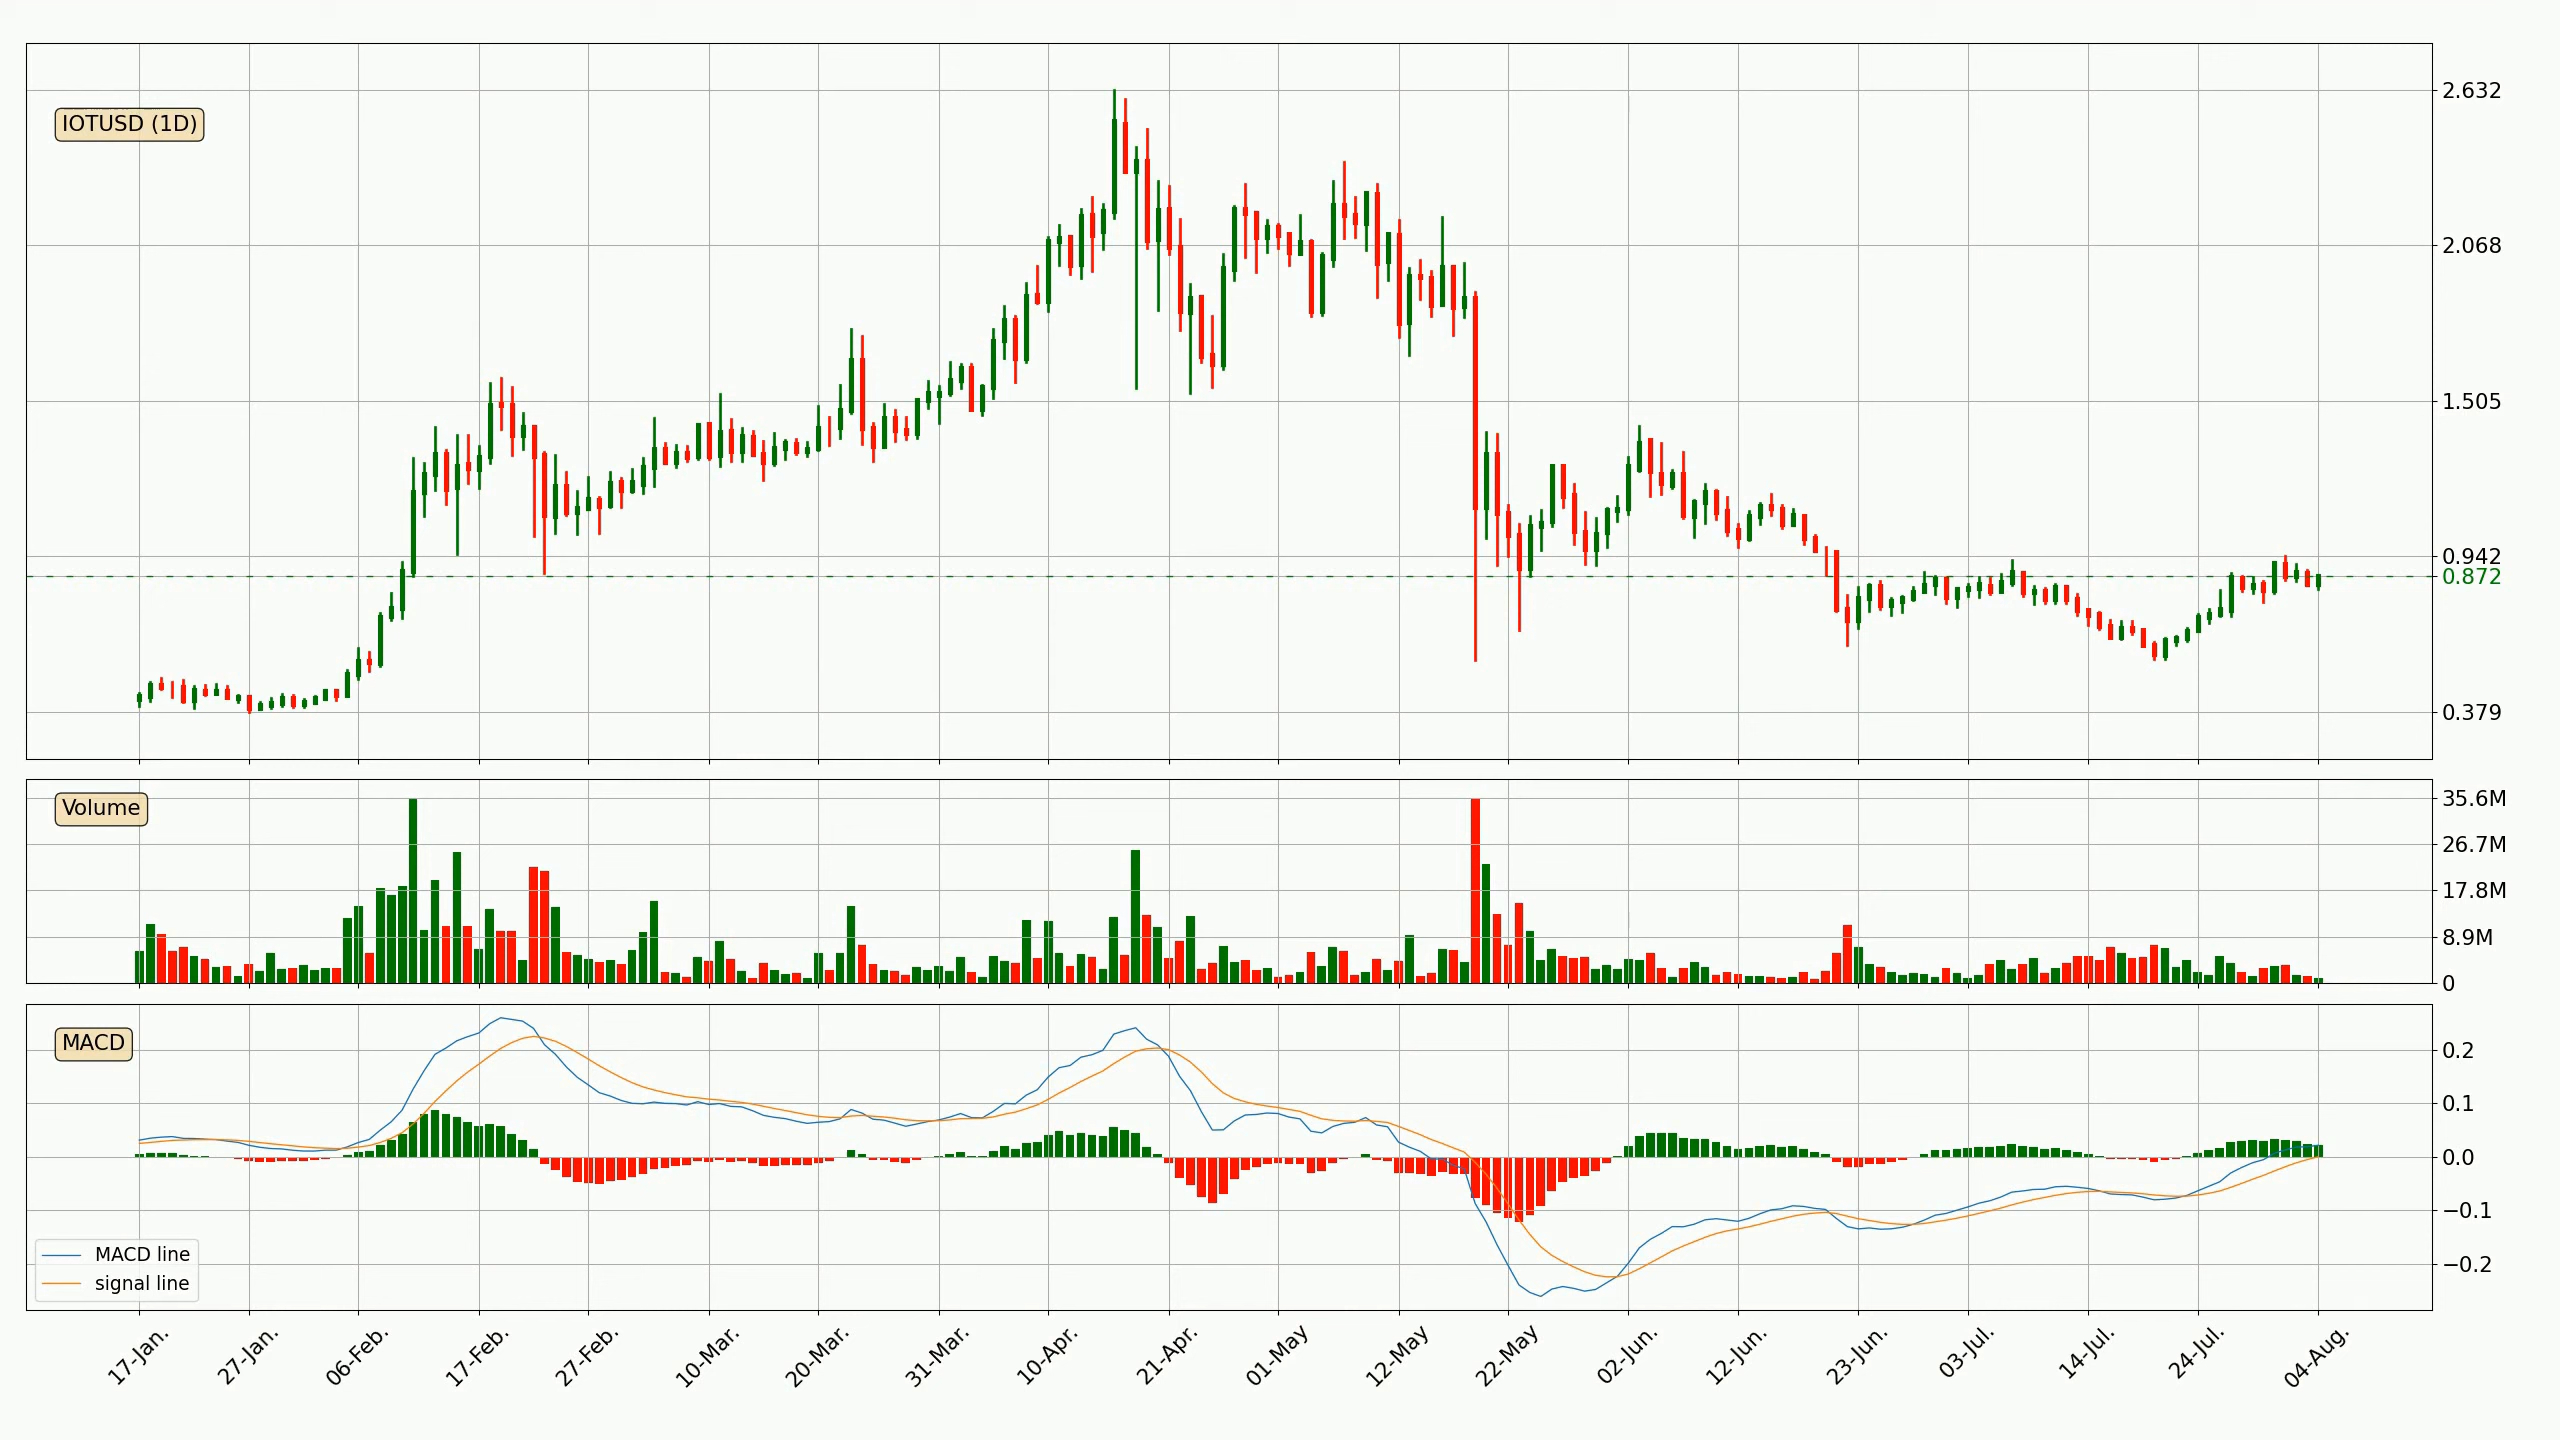 IOTUSD (1D)
2.632
2.068
1.505
0.942
0.872
0.379
Volume
35.6M
26.7M
17.8M
8.9M
0
MACD
0.2
0.1
0.0
−0.1
−0.2
MACD line
signal line
17-Jan.
27-Jan.
06-Feb.
17-Feb.
27-Feb.
10-Mar.
20-Mar.
31-Mar.
10-Apr.
21-Apr.
01-May
12-May
22-May
02-Jun.
12-Jun.
23-Jun.
03-Jul.
14-Jul.
24-Jul.
04-Aug.